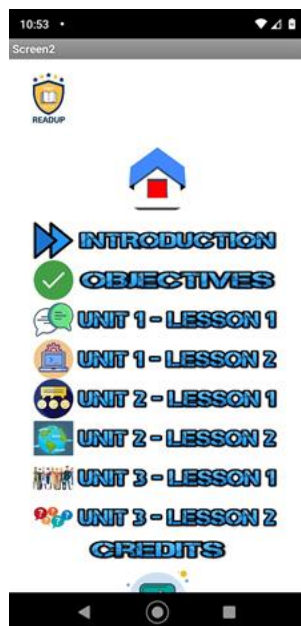 10:53
Screen2
READUP
INTRODUCTION
OBJECTIVES
UNIT 1 - LESSON 1
UNIT 1 - LESSON 2
UNIT 2 - LESSON 1
UNIT 2 - LESSON 2
UNIT 3 - LESSON 1
UNIT 3 - LESSON 2
CREDITS